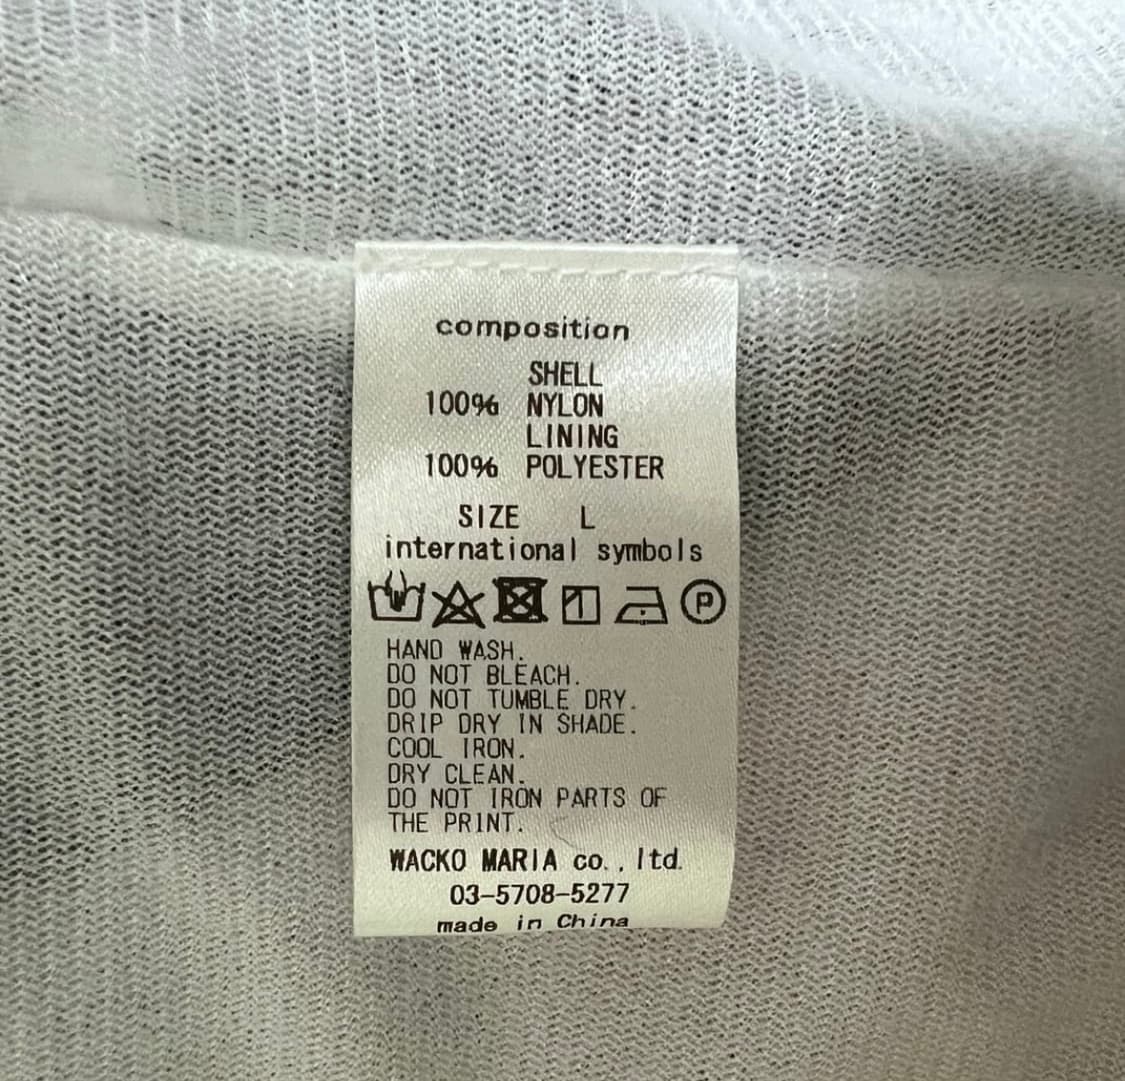 composition
SHELL
100% NYLON
LINING
100% POLYESTER
SIZE L
international symbols
P
HAND WASH.
DO NOT BLEACH.
DO NOT TUMBLE DRY.
DRIP DRY IN SHADE.
COOL IRON.
DRY CLEAN.
DO NOT IRON PARTS OF
THE PRINT.
WACKO MARIA co.,ltd.
03-5708-5277
made in China